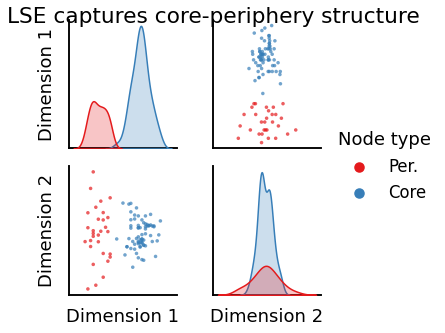 LSE captures core-periphery structure
Dimension 1
Node type
Per.
Core
Dimension 2
Dimension 1
Dimension 2